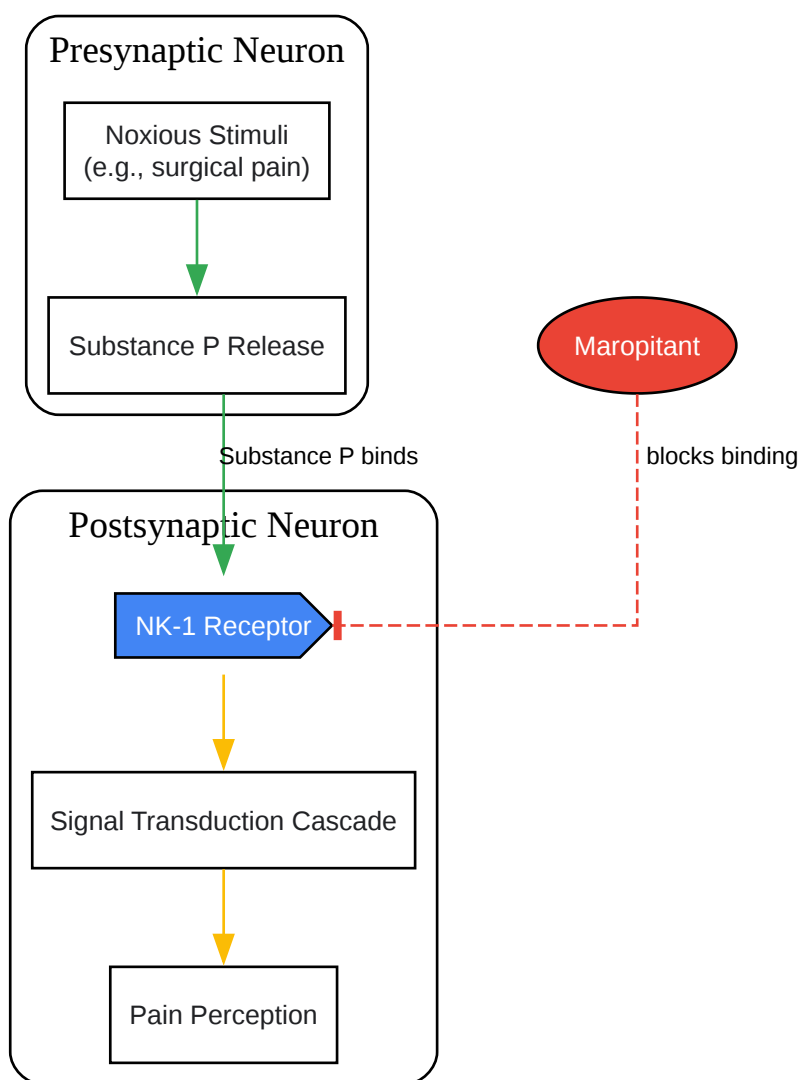 Presynaptic Neuron
Noxious Stimuli
(e.g., surgical pain)
Substance P Release
Maropitant
Substance P binds
blocks binding
Postsynaptic Neuron
NK-1 Receptor
Signal Transduction Cascade
Pain Perception